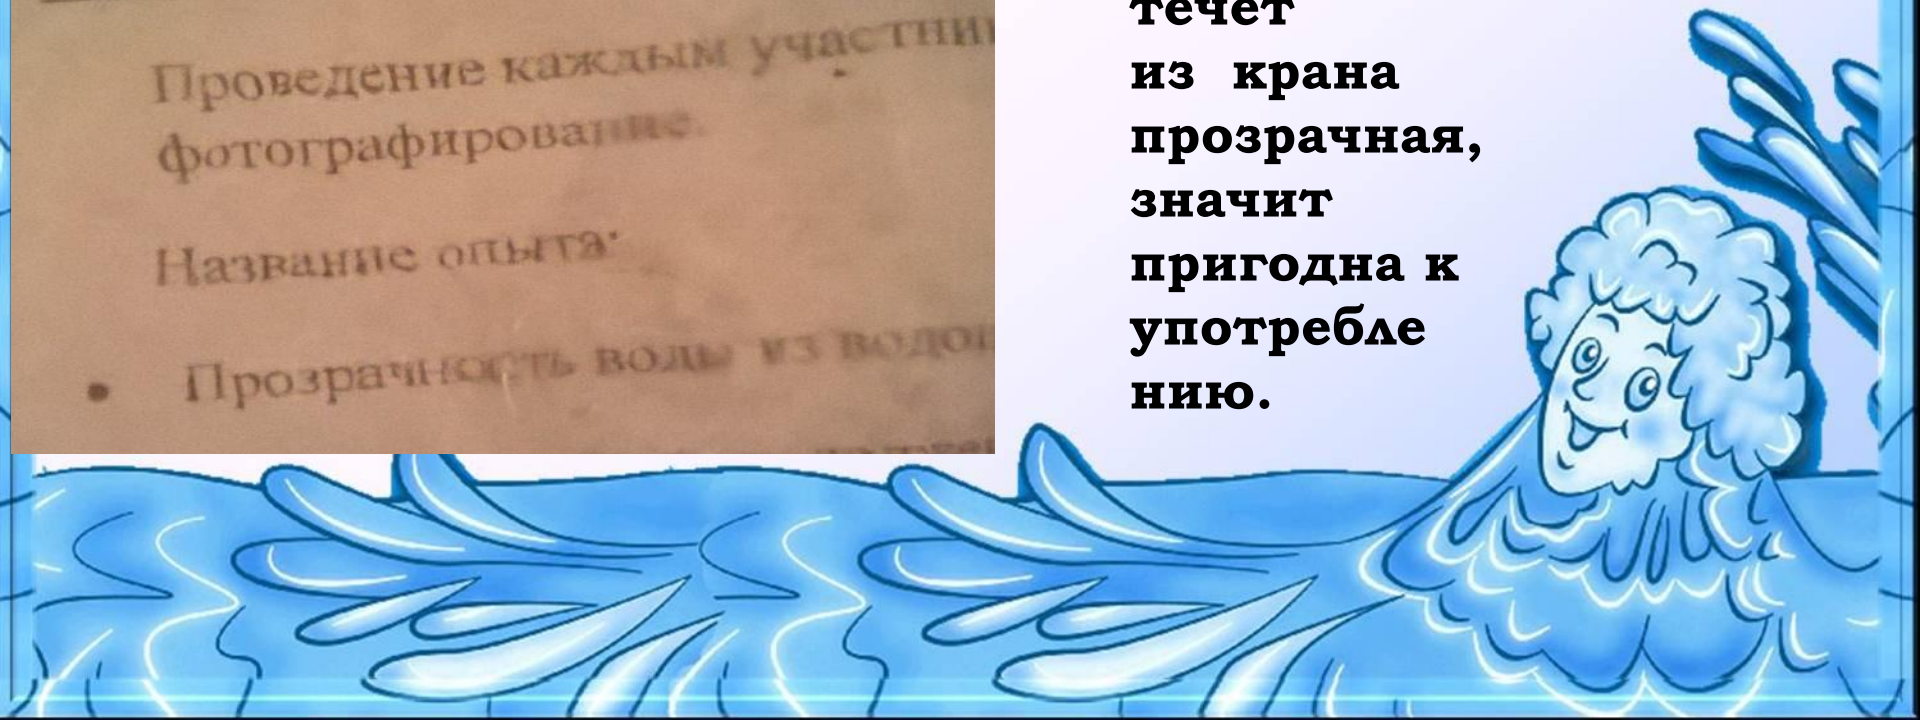 Проведение каждым
фотографирование.
Название опыта:
Прозрачность воды из
течет
из крана
прозрачная,
значит
пригодна к
употребле
нию.